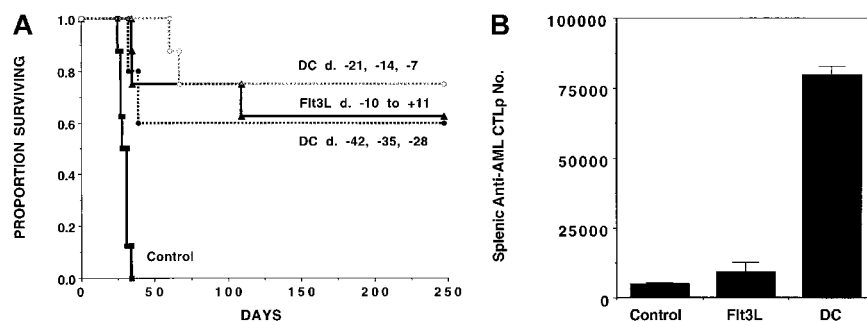 A
PROPORTION SURVIVING
1.0
0.8
0.6
0.4
0.2
0.0
DC d. -21, -14, -7
Flt3L d. -10 to +11
DC d. -42, -35, -28
Control
0 50 100 150 200 250
DAYS
B
Splenic Anti-AML CTLp No.
100000
75000
50000
25000
0
Control Flt3L DC